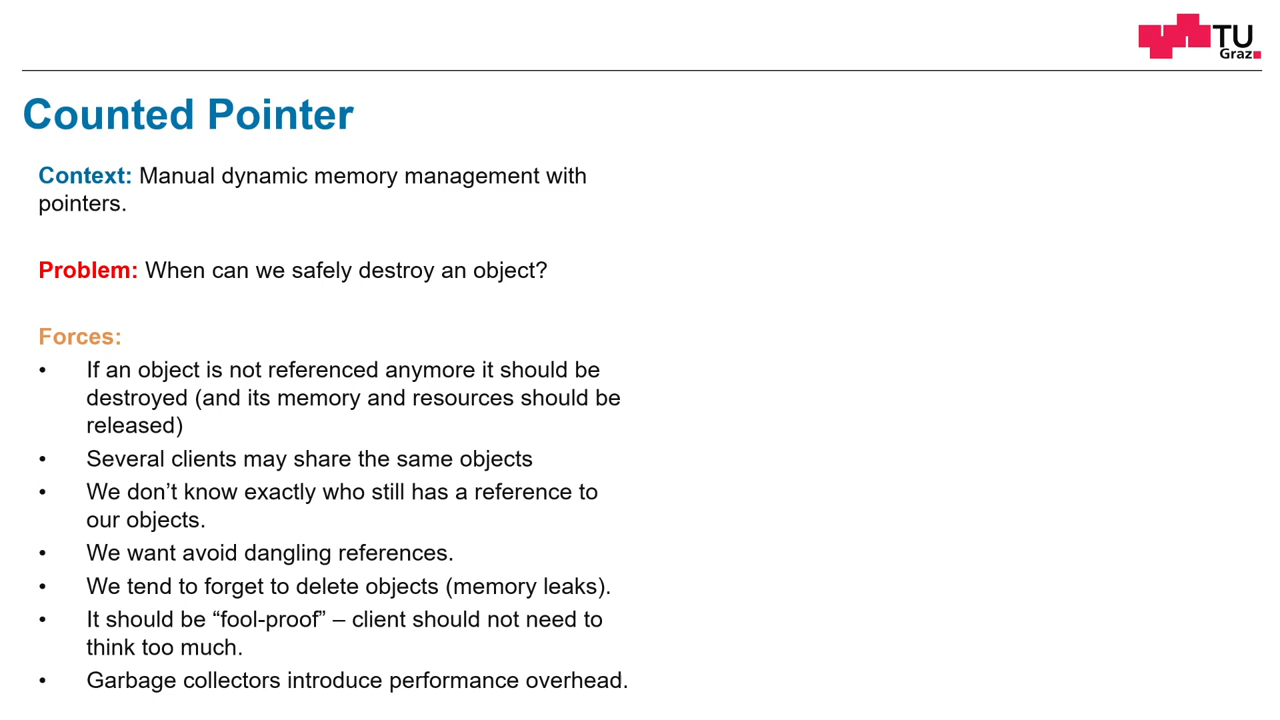 TU
Graz
Counted Pointer
Context: Manual dynamic memory management with
pointers.
Problem: When can we safely destroy an object?
Forces:
• If an object is not referenced anymore it should be
destroyed (and its memory and resources should be
released)
• Several clients may share the same objects
• We don’t know exactly who still has a reference to
our objects.
• We want avoid dangling references.
• We tend to forget to delete objects (memory leaks).
• It should be “fool-proof” – client should not need to
think too much.
• Garbage collectors introduce performance overhead.